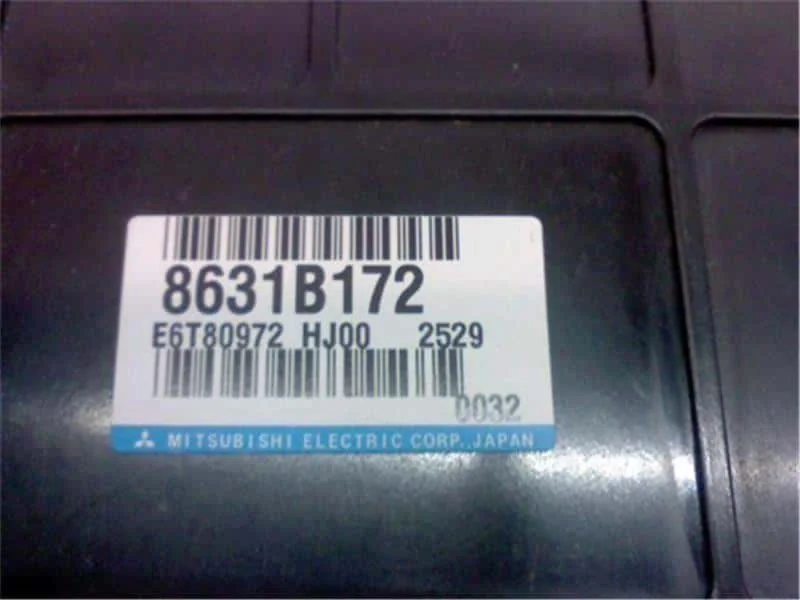 8631B172
E6T80972 HJ00 2529
0032
MITSUBISHI ELECTRIC CORP., JAPAN